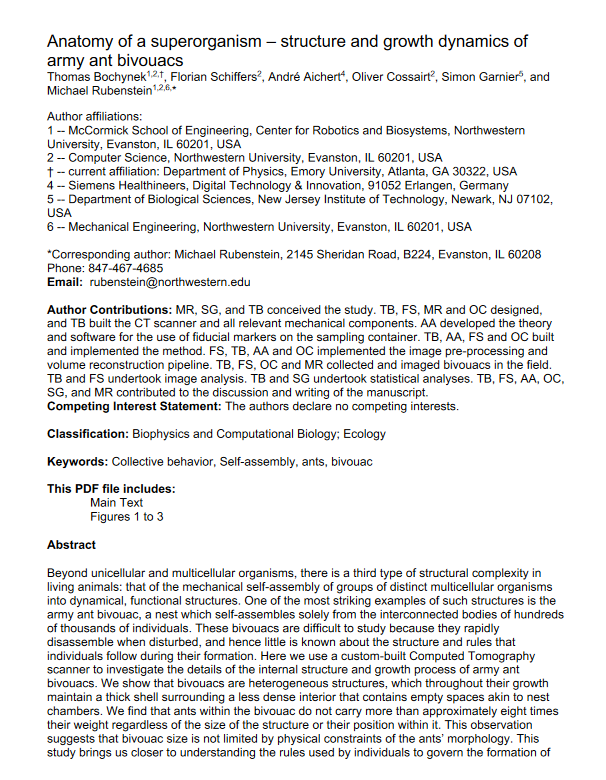 Anatomy of a superorganism – structure and growth dynamics of
army ant bivouacs
Thomas Bochynek1,2,†, Florian Schiffers2, André Aichert4, Oliver Cossairt2, Simon Garnier5, and
Michael Rubenstein1,2,6,*
Author affiliations:
1 -- McCormick School of Engineering, Center for Robotics and Biosystems, Northwestern
University, Evanston, IL 60201, USA
2 – Computer Science, Northwestern University, Evanston, IL 60201, USA
† – current affiliation: Department of Physics, Emory University, Atlanta, GA 30322, USA
4 – Siemens Healthineers, Digital Technology & Innovation, 91052 Erlangen, Germany
5 – Department of Biological Sciences, New Jersey Institute of Technology, Newark, NJ 07102,
USA
6 – Mechanical Engineering, Northwestern University, Evanston, IL 60201, USA
*Corresponding author: Michael Rubenstein, 2145 Sheridan Road, B224, Evanston, IL 60208
Phone: 847-467-4685
Email: rubenstein@northwestern.edu
Author Contributions: MR, SG, and TB conceived the study. TB, FS, MR and OC designed,
and TB built the CT scanner and all relevant mechanical components. AA developed the theory
and software for the use of fiducial markers on the sampling container. TB, AA, FS and OC built
and implemented the method. FS, TB, AA and OC implemented the image pre-processing and
volume reconstruction pipeline. TB, FS, OC and MR collected and imaged bivouacs in the field.
TB and FS undertook image analysis. TB and SG undertook statistical analyses. TB, FS, AA, OC,
SG, and MR contributed to the discussion and writing of the manuscript.
Competing Interest Statement: The authors declare no competing interests.
Classification: Biophysics and Computational Biology; Ecology
Keywords: Collective behavior, Self-assembly, ants, bivouac
This PDF file includes:
Main Text
Figures 1 to 3
Abstract
Beyond unicellular and multicellular organisms, there is a third type of structural complexity in
living animals: that of the mechanical self-assembly of groups of distinct multicellular organisms
into dynamical, functional structures. One of the most striking examples of such structures is the
army ant bivouac, a nest which self-assembles solely from the interconnected bodies of hundreds
of thousands of individuals. These bivouacs are difficult to study because they rapidly
disassemble when disturbed, and hence little is known about the structure and rules that
individuals follow during their formation. Here we use a custom-built Computed Tomography
scanner to investigate the details of the internal structure and growth process of army ant
bivouacs. We show that bivouacs are heterogeneous structures, which throughout their growth
maintain a thick shell surrounding a less dense interior that contains empty spaces akin to nest
chambers. We find that ants within the bivouac do not carry more than approximately eight times
their weight regardless of the size of the structure or their position within it. This observation
suggests that bivouac size is not limited by physical constraints of the ants' morphology. This
study brings us closer to understanding the rules used by individuals to govern the formation of